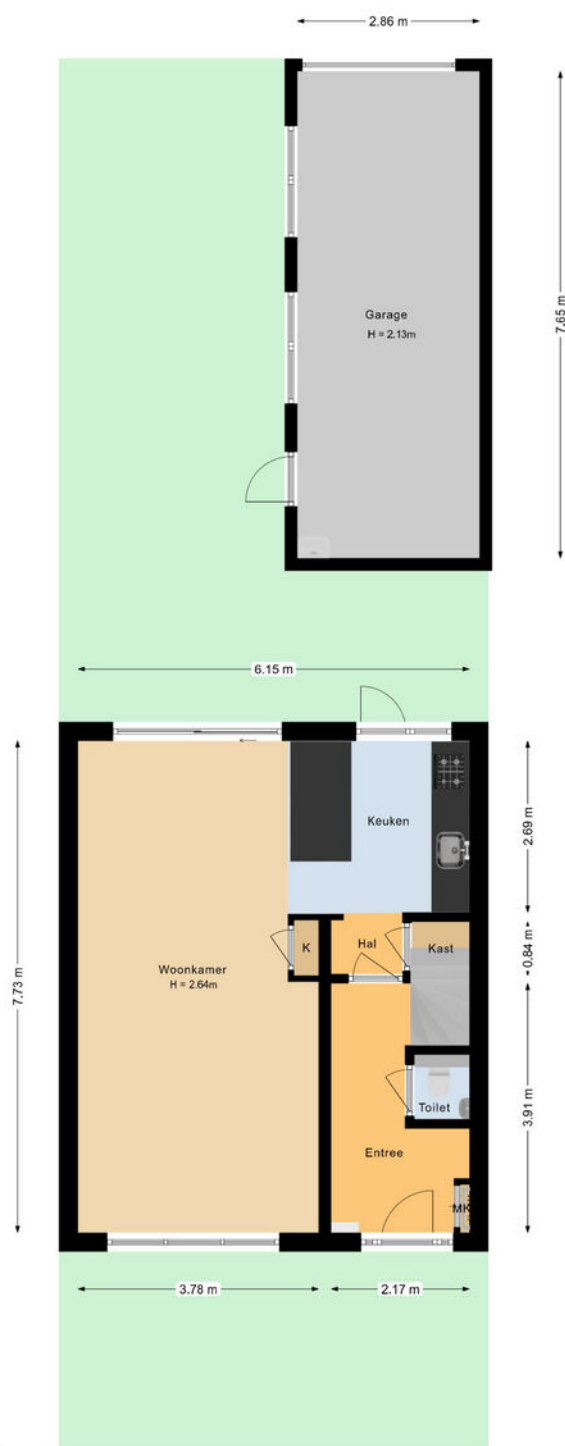 2.86 m
7.65 m
Garage
H = 2.13m
6.15 m
Keuken
2.69 m
Hal
K
Kast
0.84 m
Woonkamer
H = 2.64m
7.73 m
Toilet
3.91 m
Entree
MK
3.78 m
2.17 m